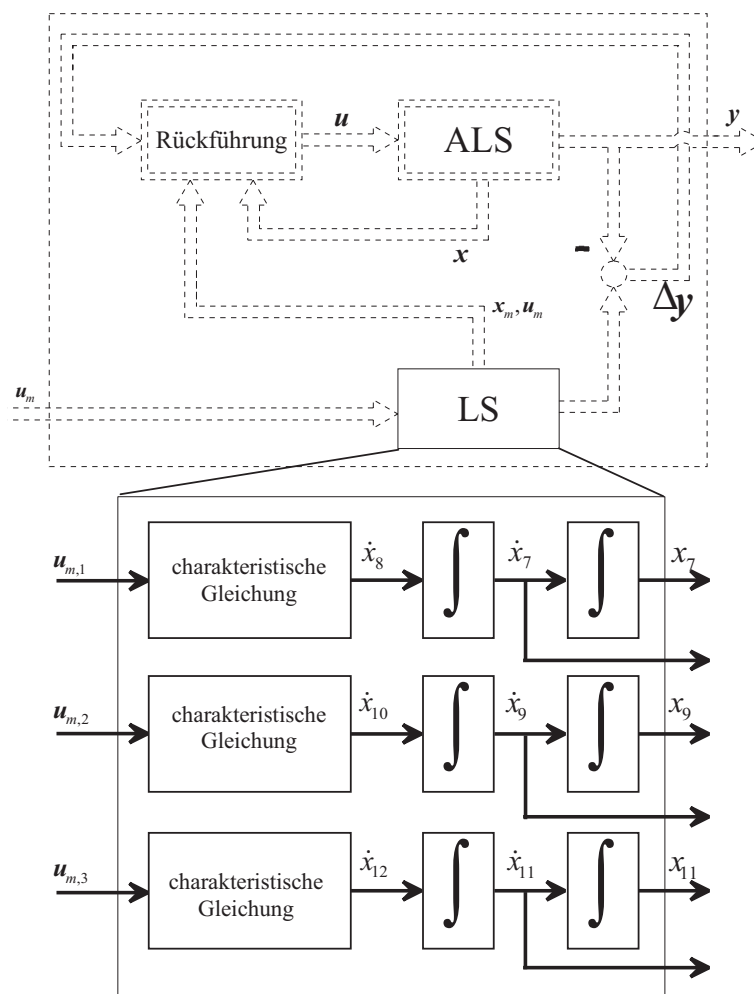 Rückführung
u
ALS
y
x
-
Δy
x_m, u_m
u_m
LS
u_m,1
charakteristische
Gleichung
ẋ_8
∫
ẋ_7
∫
x_7
u_m,2
charakteristische
Gleichung
ẋ_10
∫
ẋ_9
∫
x_9
u_m,3
charakteristische
Gleichung
ẋ_12
∫
ẋ_11
∫
x_11